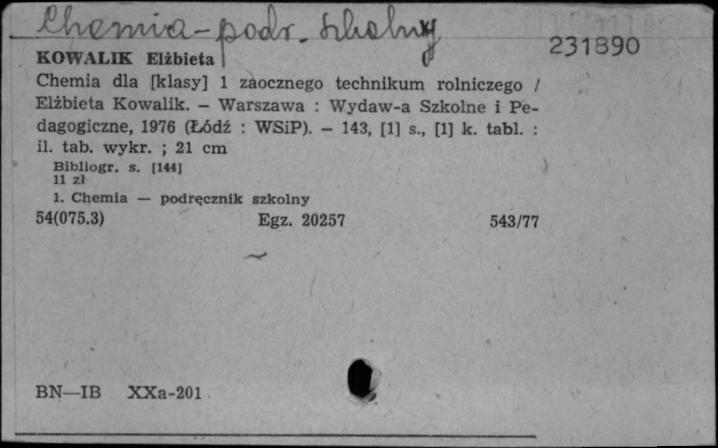 Chemia - podr. szkolny
231890
KOWALIK Elżbieta
Chemia dla [klasy] 1 zaocznego technikum rolniczego /
Elżbieta Kowalik. — Warszawa : Wydaw-a Szkolne i Pe-
dagogiczne, 1976 (Łódź : WSiP). — 143, [1] s., [1] k. tabl. :
il. tab. wykr. ; 21 cm
Bibliogr. s. [144]
11 zł
1. Chemia — podręcznik szkolny
54(075.3) Egz. 20257 543/77
BN—IB XXa-201